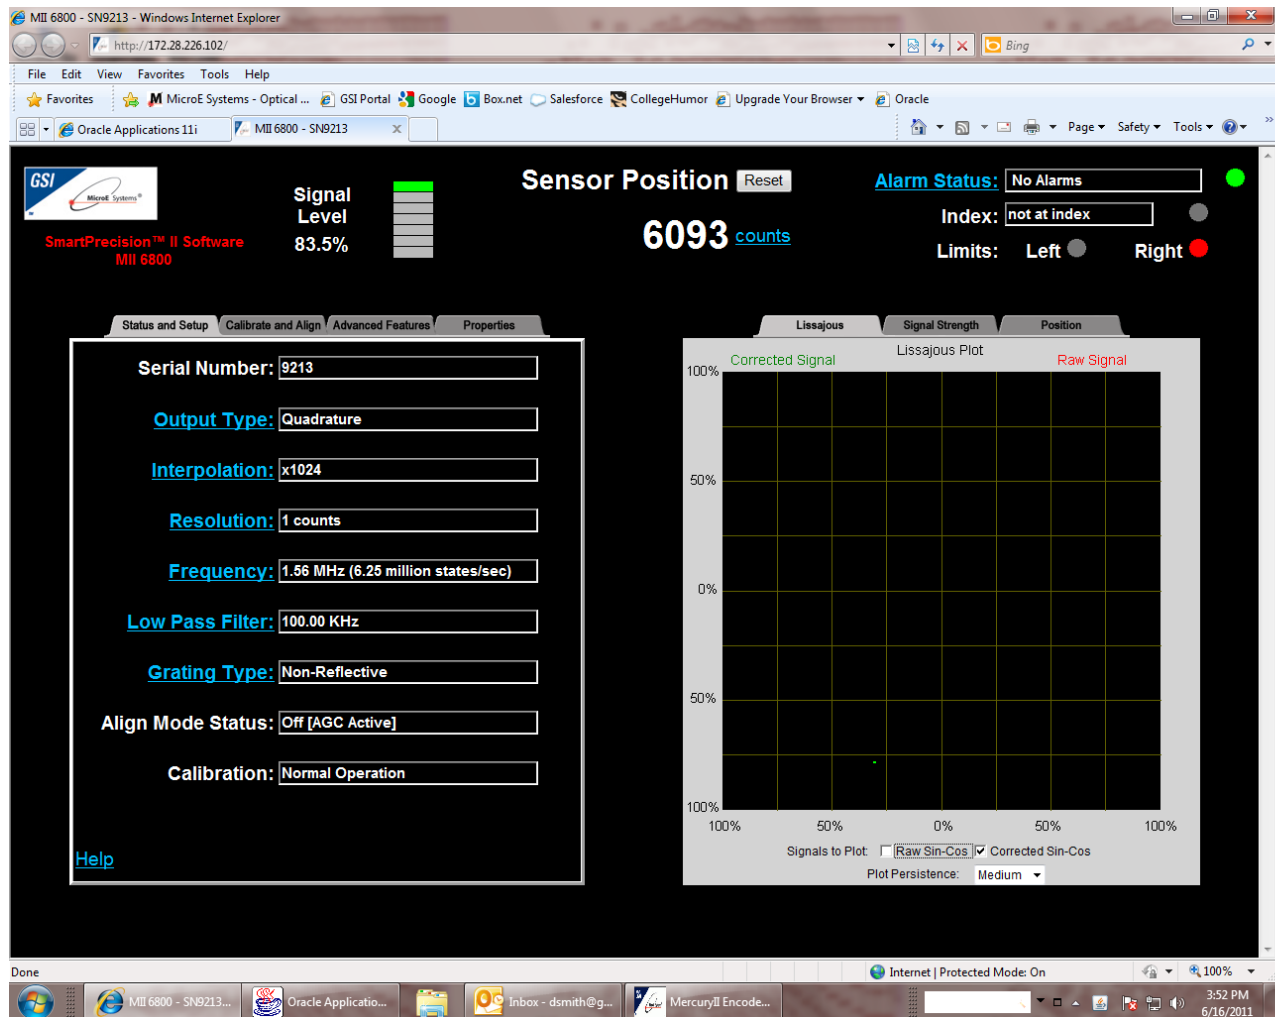 MII 6800 - SN9213 - Windows Internet Explorer
http://172.28.226.102/
Bing
File Edit View Favorites Tools Help
Favorites MicroE Systems - Optical ... GSI Portal Google Box.net Salesforce CollegeHumor Upgrade Your Browser Oracle
Oracle Applications 11i MII 6800 - SN9213 x Page Safety Tools
GSI
MicroE Systems
SmartPrecision™ II Software
MII 6800
Signal
Level
83.5%
Sensor Position Reset
6093 counts
Alarm Status: No Alarms
Index: not at index
Limits: Left Right
Status and Setup Calibrate and Align Advanced Features Properties
Serial Number: 9213
Output Type: Quadrature
Interpolation: x1024
Resolution: 1 counts
Frequency: 1.56 MHz (6.25 million states/sec)
Low Pass Filter: 100.00 KHz
Grating Type: Non-Reflective
Align Mode Status: Off [AGC Active]
Calibration: Normal Operation
Help
Lissajous Signal Strength Position
Lissajous Plot
Corrected Signal Raw Signal
100%
50%
0%
50%
100%
100% 50% 0% 50% 100%
Signals to Plot: Raw Sin-Cos Corrected Sin-Cos
Plot Persistence: Medium
Done Internet | Protected Mode: On 100%
MII 6800 - SN9213... Oracle Applicatio... Inbox - dsmith@g... MercuryII Encode... 3:52 PM
6/16/2011